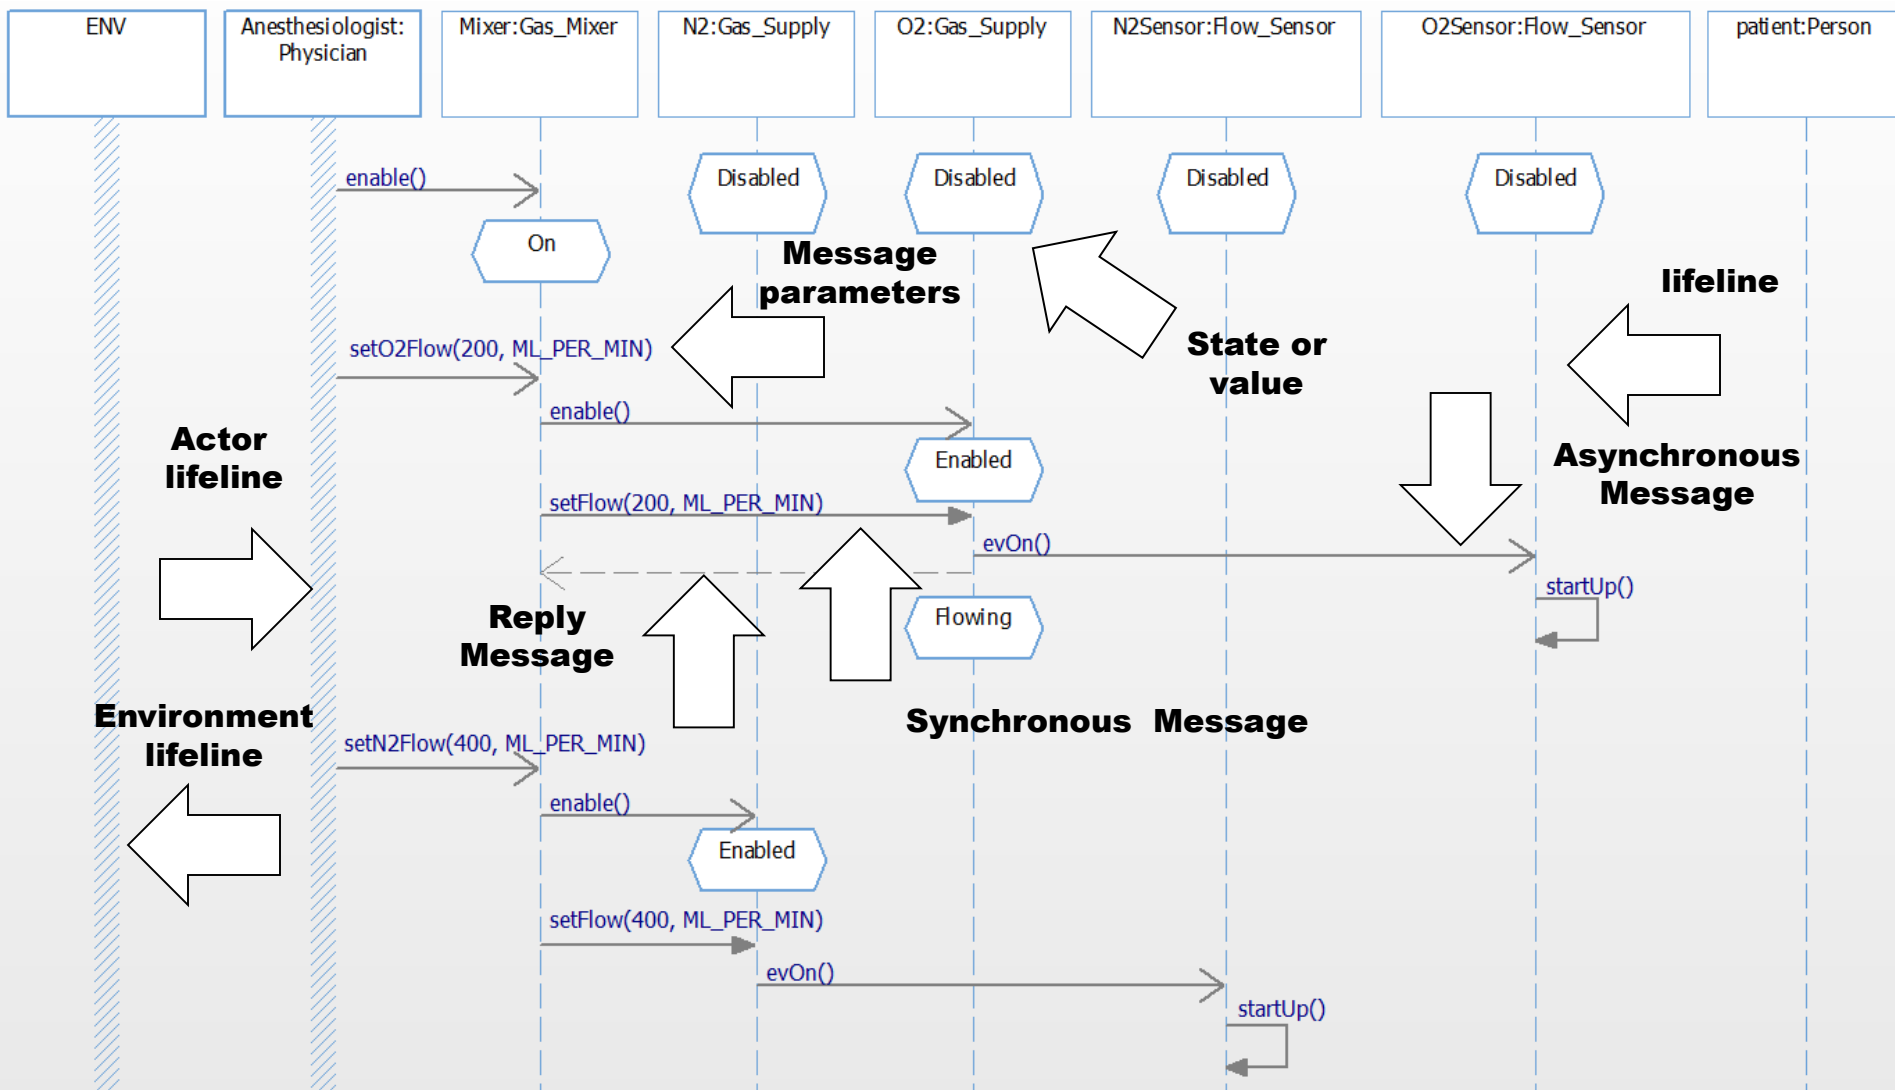 ENV
Anesthesiologist:
Physician
Mixer:Gas_Mixer
N2:Gas_Supply
O2:Gas_Supply
N2Sensor:Flow_Sensor
O2Sensor:Flow_Sensor
patient:Person
enable()
Disabled
Disabled
Disabled
Disabled
On
Message
parameters
lifeline
setO2Flow(200, ML_PER_MIN)
State or
value
enable()
Actor
lifeline
Enabled
Asynchronous
Message
setFlow(200, ML_PER_MIN)
evOn()
startUp()
Reply
Message
Flowing
Environment
lifeline
Synchronous Message
setN2Flow(400, ML_PER_MIN)
enable()
Enabled
setFlow(400, ML_PER_MIN)
evOn()
startUp()